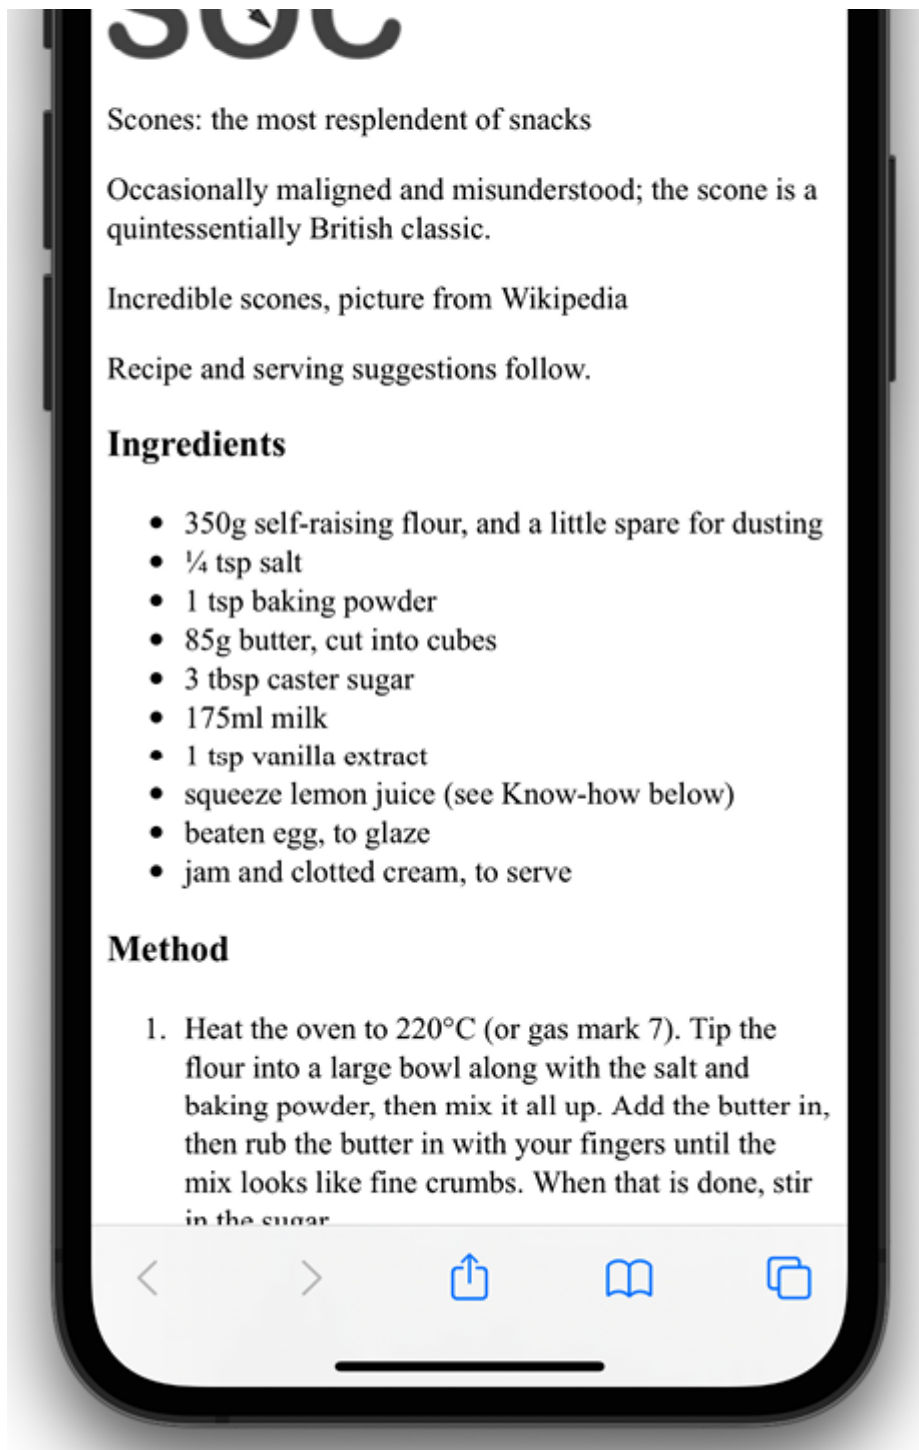 Scones: the most resplendent of snacks
Occasionally maligned and misunderstood; the scone is a
quintessentially British classic.
Incredible scones, picture from Wikipedia
Recipe and serving suggestions follow.
Ingredients
• 350g self-raising flour, and a little spare for dusting
• ¼ tsp salt
• 1 tsp baking powder
• 85g butter, cut into cubes
• 3 tbsp caster sugar
• 175ml milk
• 1 tsp vanilla extract
• squeeze lemon juice (see Know-how below)
• beaten egg, to glaze
• jam and clotted cream, to serve
Method
1. Heat the oven to 220°C (or gas mark 7). Tip the
flour into a large bowl along with the salt and
baking powder, then mix it all up. Add the butter in,
then rub the butter in with your fingers until the
mix looks like fine crumbs. When that is done, stir
in the sugar